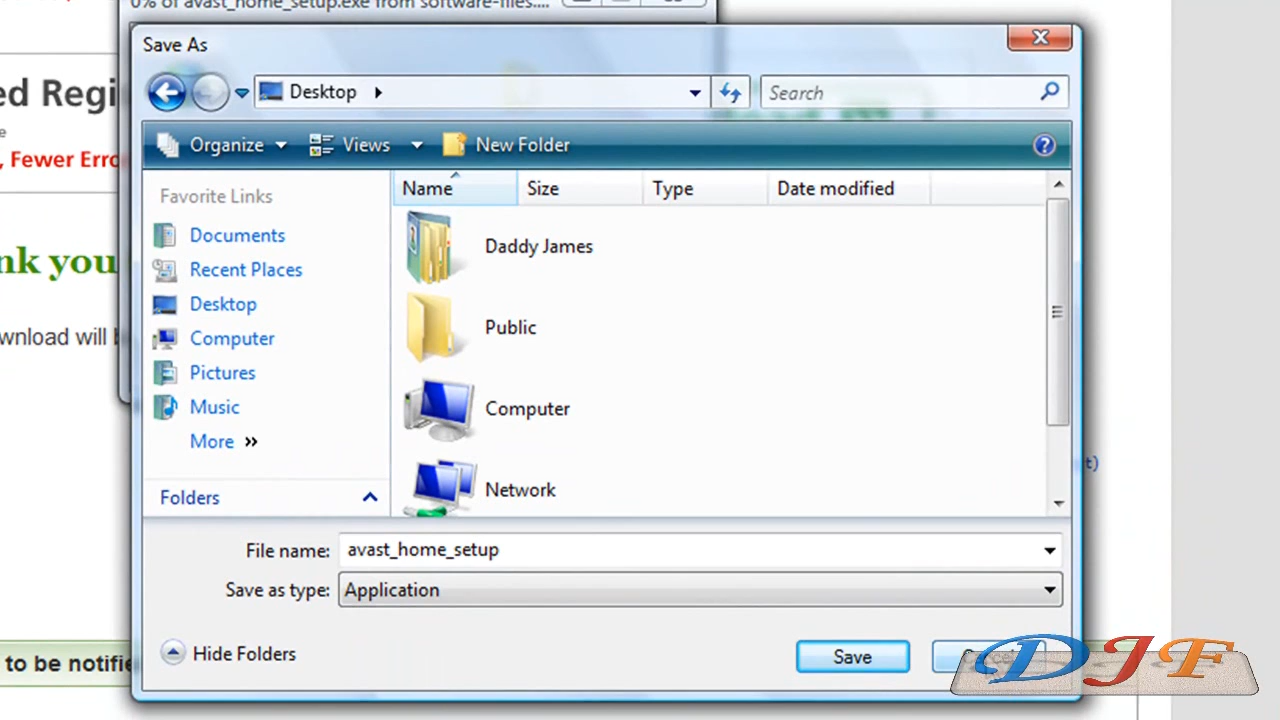 0% of avast_home_setup.exe from software-files....
Save As
Desktop
Search
Organize
Views
New Folder
Favorite Links
Documents
Recent Places
Desktop
Computer
Pictures
Music
More
Folders
Name
Size
Type
Date modified
Daddy James
Public
Computer
Network
File name: avast_home_setup
Save as type: Application
Hide Folders
Save
DJF
ed Regi
e
, Fewer Erro
nk you
wnload will b
t)
to be notifie